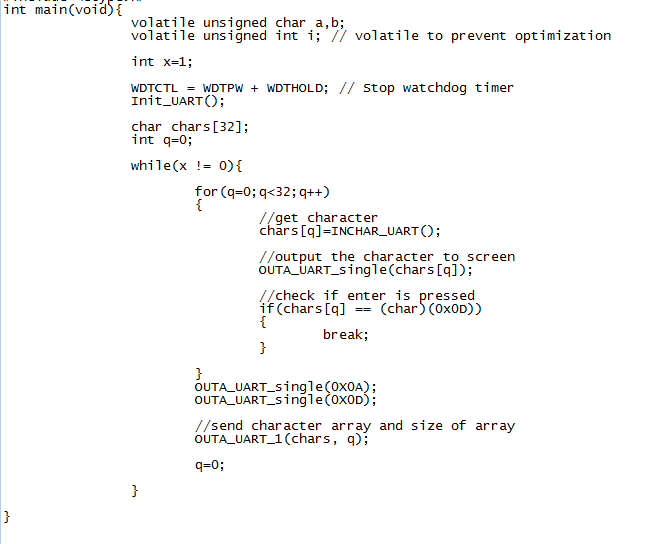 int main(void){
volatile unsigned char a,b;
volatile unsigned int i; // volatile to prevent optimization
int x=1;
WDTCTL = WDTPW + WDTHOLD; // Stop watchdog timer
Init_UART();
char chars[32];
int q=0;
while(x != 0){
for(q=0;q<32;q++)
{
//get character
chars[q]=INCHAR_UART();
//output the character to screen
OUTA_UART_single(chars[q]);
//check if enter is pressed
if(chars[q] == (char)(0x0D))
{
break;
}
}
OUTA_UART_single(0x0A);
OUTA_UART_single(0x0D);
//send character array and size of array
OUTA_UART_1(chars, q);
q=0;
}
}